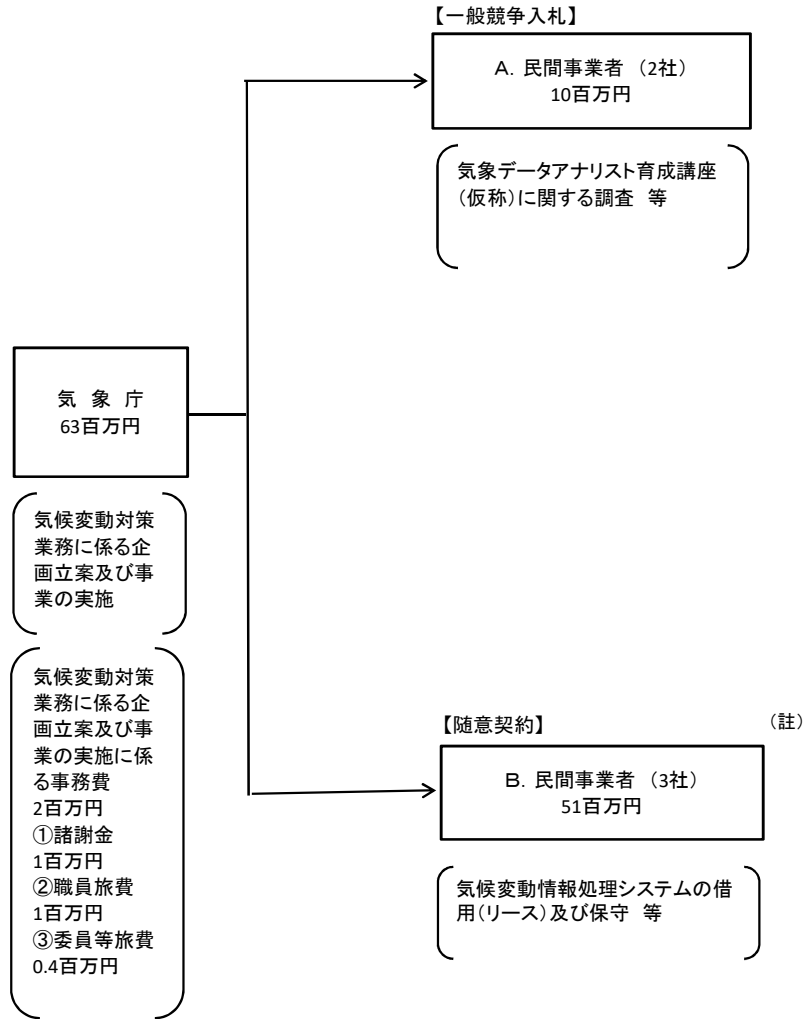 【一般競争入札】
A. 民間事業者 (2社)
10百万円
気象データアナリスト育成講座
(仮称)に関する調査 等
気 象 庁
63百万円
気候変動対策
業務に係る企
画立案及び事
業の実施
気候変動対策
業務に係る企
画立案及び事
業の実施に係
る事務費
2百万円
①諸謝金
1百万円
②職員旅費
1百万円
③委員等旅費
0.4百万円
【随意契約】
(註)
B. 民間事業者 (3社)
51百万円
気候変動情報処理システムの借
用(リース)及び保守 等